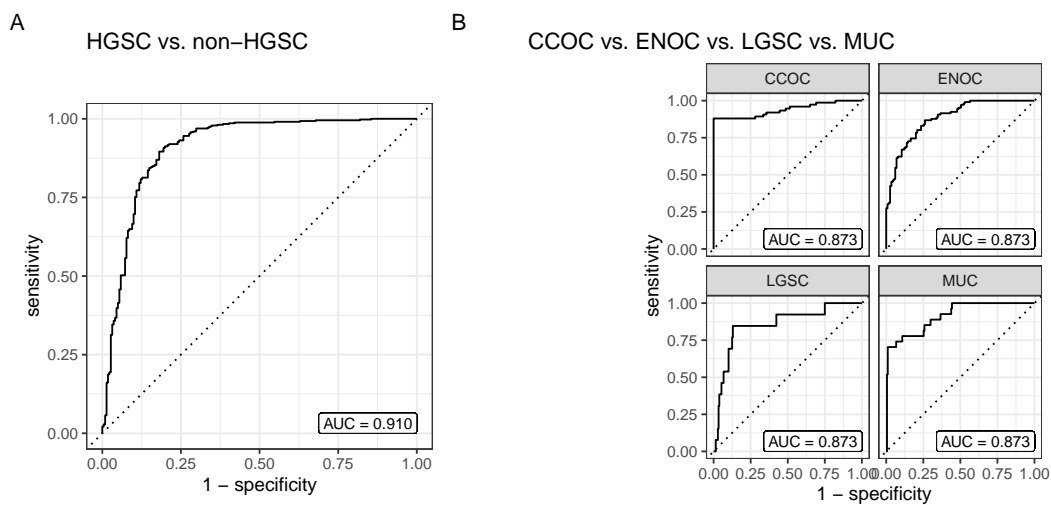 A
HGSC vs. non−HGSC
1.00
0.75
0.50
0.25
0.00
sensitivity
AUC = 0.910
0.00 0.25 0.50 0.75 1.00
1 − specificity
B
CCOC vs. ENOC vs. LGSC vs. MUC
CCOC ENOC
1.00
0.75
0.50
0.25
0.00
AUC = 0.873 AUC = 0.873
sensitivity
LGSC MUC
1.00
0.75
0.50
0.25
0.00
AUC = 0.873 AUC = 0.873
0.00 0.25 0.50 0.75 1.00 0.00 0.25 0.50 0.75 1.00
1 − specificity